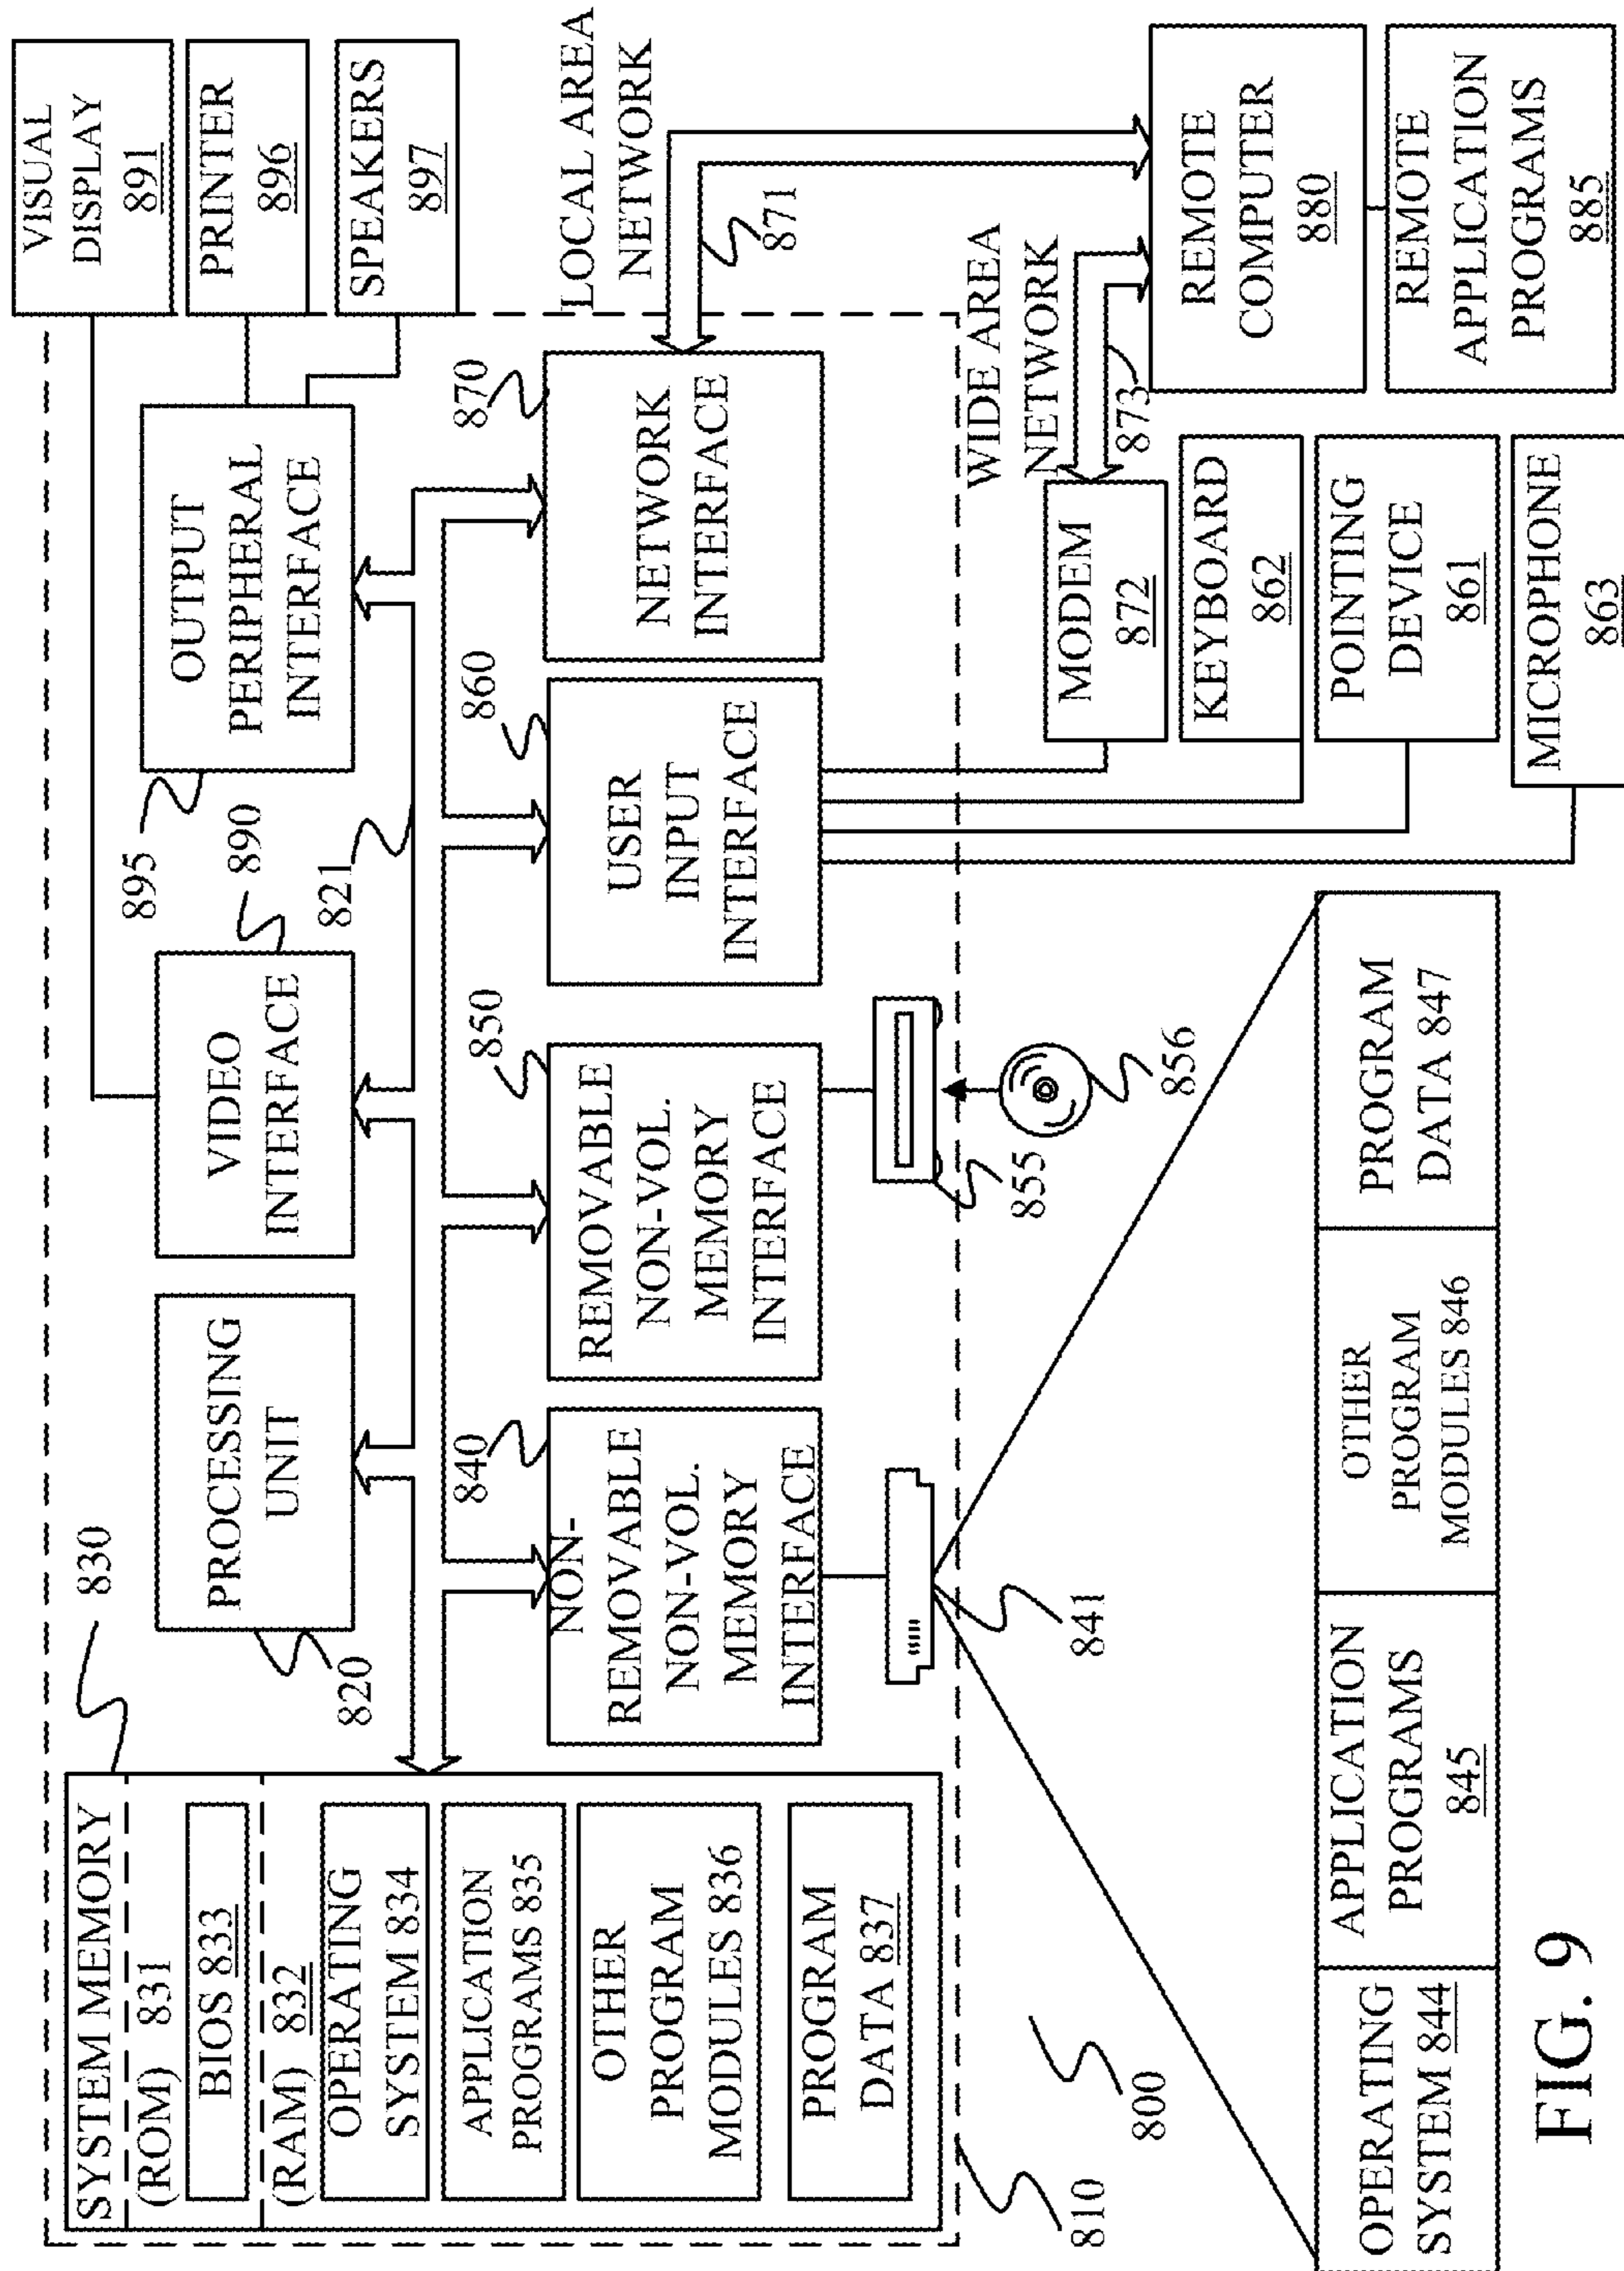 SYSTEM MEMORY
(ROM) 831
BIOS 833
(RAM) 832
OPERATING
SYSTEM 834
APPLICATION
PROGRAMS 835
OTHER
PROGRAM
MODULES 836
PROGRAM
DATA 837
830
PROCESSING
UNIT
820
VIDEO
INTERFACE
890
OUTPUT
PERIPHERAL
INTERFACE
895
821
VISUAL
DISPLAY
891
PRINTER
896
SPEAKERS
897
840
NON-
REMOVABLE
NON-VOL.
MEMORY
INTERFACE
850
REMOVABLE
NON-VOL.
MEMORY
INTERFACE
860
USER
INPUT
INTERFACE
870
NETWORK
INTERFACE
LOCAL AREA
NETWORK
871
810
800
841
855
856
WIDE AREA
NETWORK
873
MODEM
872
KEYBOARD
862
POINTING
DEVICE
861
MICROPHONE
863
REMOTE
COMPUTER
880
REMOTE
APPLICATION
PROGRAMS
885
OPERATING
SYSTEM 844
APPLICATION
PROGRAMS
845
OTHER
PROGRAM
MODULES 846
PROGRAM
DATA 847
FIG. 9